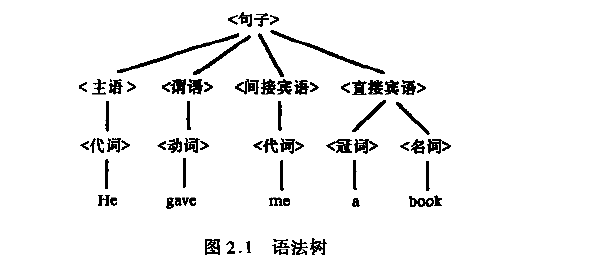 <句子>
<主语> <谓语> <间接宾语> <直接宾语>
<代词> <动词> <代词> <冠词> <名词>
He gave me a book
图2.1 语法树